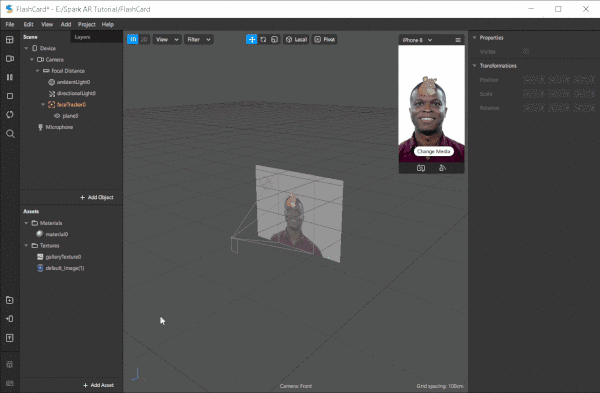 FlashCard* - E:/Spark AR Tutorial/FlashCard
File Edit View Add Project Help
Scene Layers
Device
Camera
Focal Distance
ambientLight0
directionalLight0
faceTracker0
plane0
Microphone
+ Add Object
Assets
Materials
material0
Textures
galleryTexture0
default_image(1)
+ Add Asset
3D 2D View Filter Local Pivot
Camera: Front
Grid spacing: 100cm
iPhone 8
Change Media
Properties
Visible
Transformations
Position
Scale
Rotation